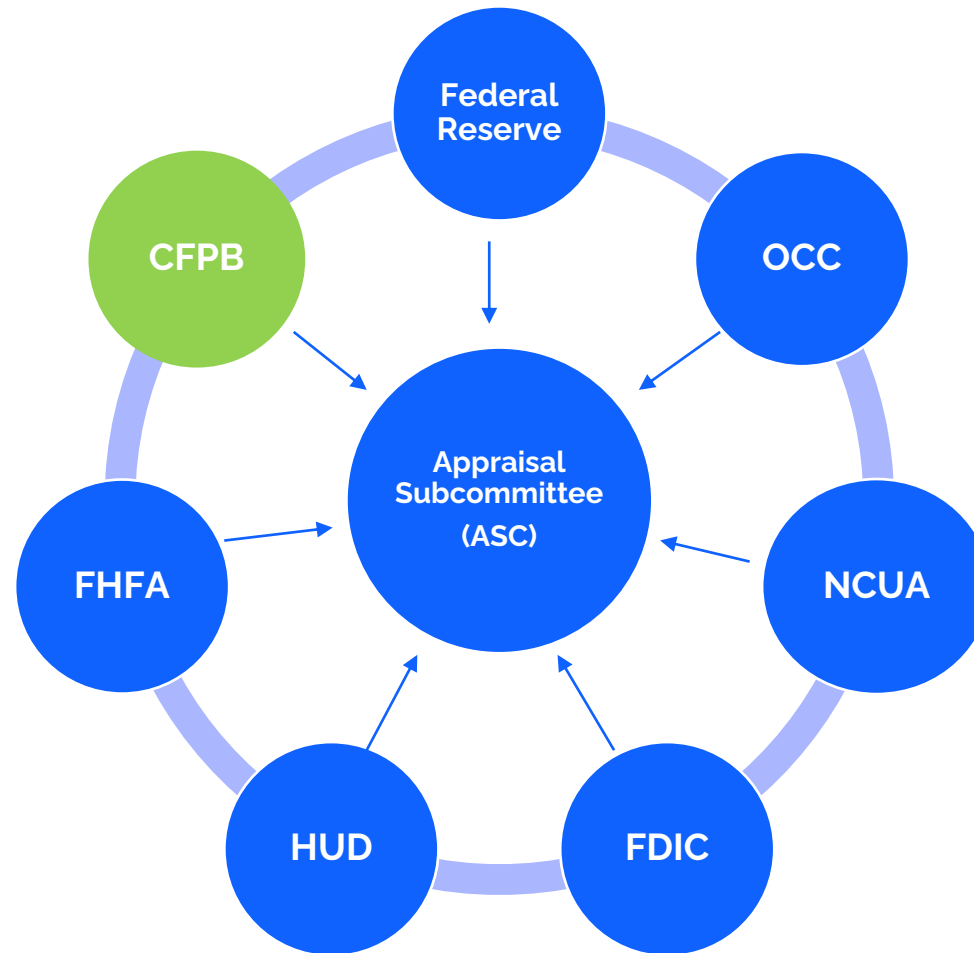 Federal
Reserve
CFPB
OCC
Appraisal
Subcommittee
(ASC)
FHFA
NCUA
HUD
FDIC